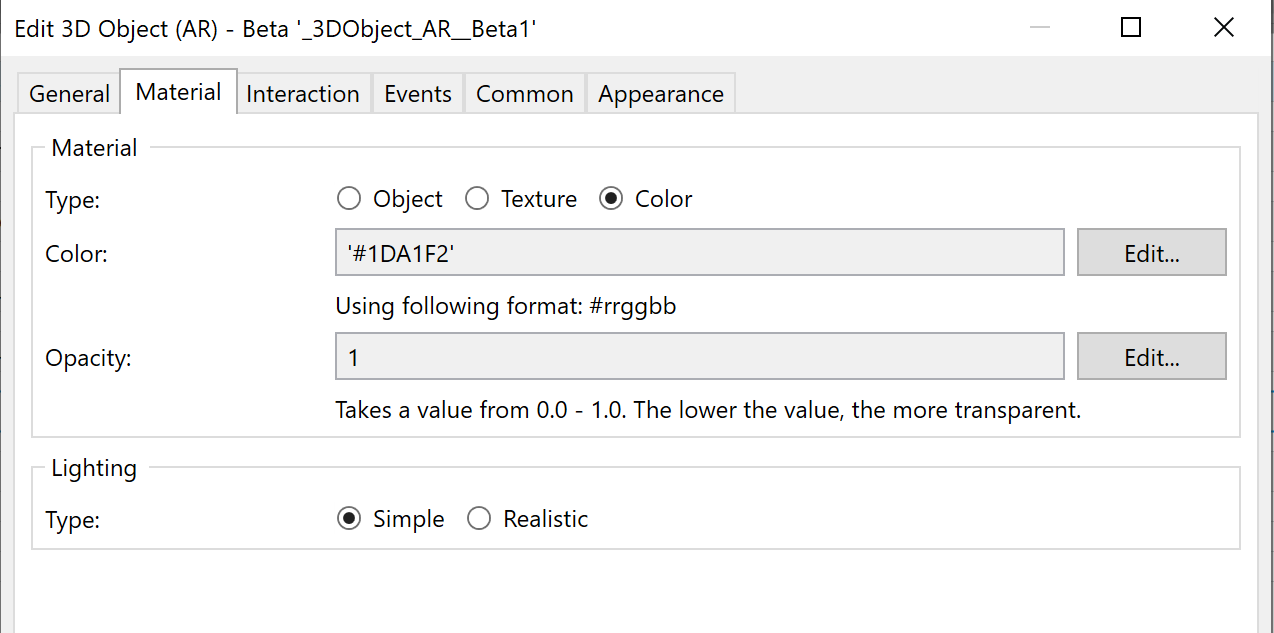 Edit 3D Object (AR) - Beta '_3DObject_AR__Beta1'
General Material Interaction Events Common Appearance
Material
Type: Object Texture Color
Color: '#1DA1F2' Edit...
Using following format: #rrggbb
Opacity: 1 Edit...
Takes a value from 0.0 - 1.0. The lower the value, the more transparent.
Lighting
Type: Simple Realistic